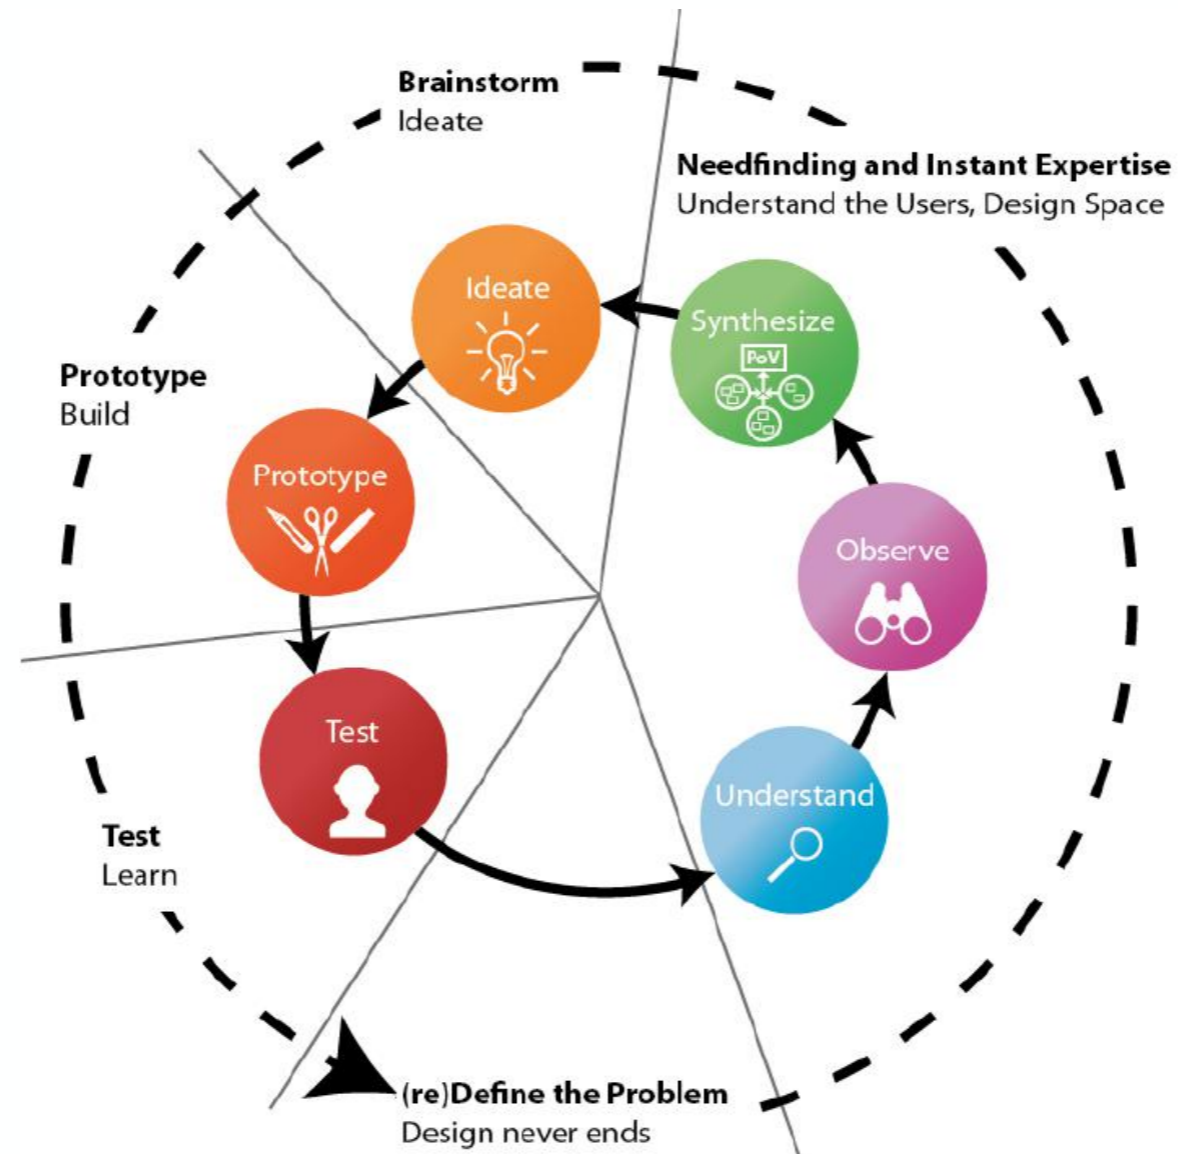 Brainstorm
Ideate
Needfinding and Instant Expertise
Understand the Users, Design Space
Ideate
Synthesize
PoV
Prototype
Build
Prototype
Observe
Test
Understand
Test
Learn
(re)Define the Problem
Design never ends